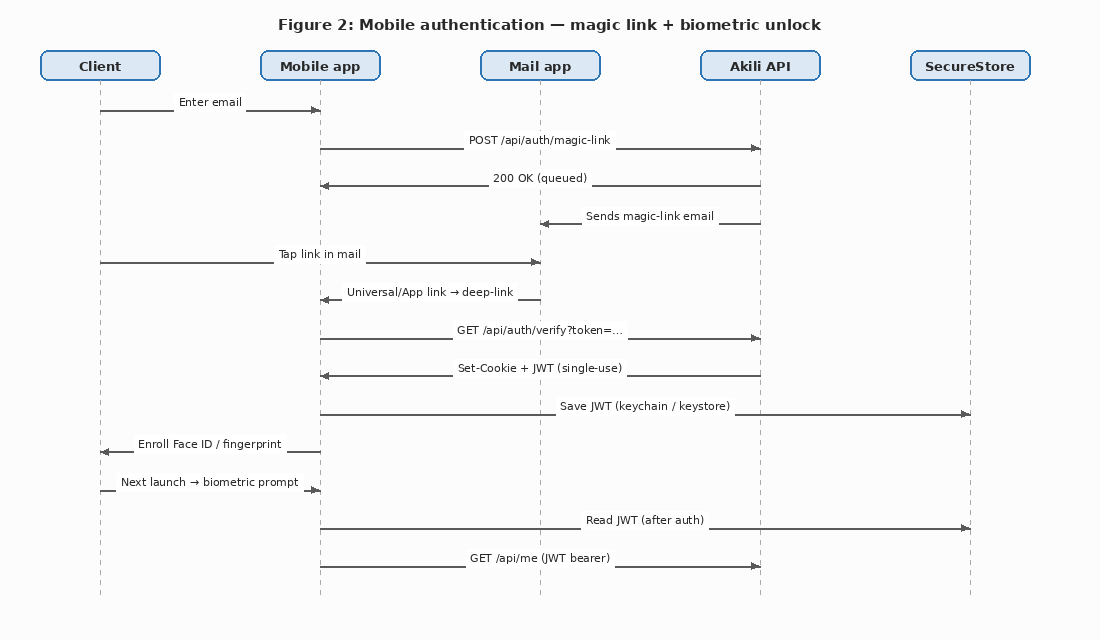 Figure 2: Mobile authentication — magic link + biometric unlock
Client
Mobile app
Mail app
Akili API
SecureStore
Enter email
POST /api/auth/magic-link
200 OK (queued)
Sends magic-link email
Tap link in mail
Universal/App link → deep-link
GET /api/auth/verify?token=…
Set-Cookie + JWT (single-use)
Save JWT (keychain / keystore)
Enroll Face ID / fingerprint
Next launch → biometric prompt
Read JWT (after auth)
GET /api/me (JWT bearer)